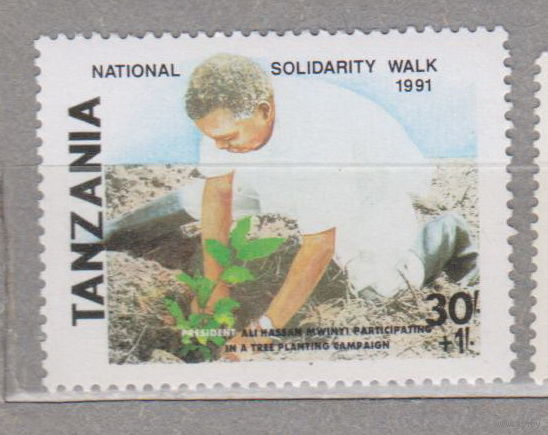 NATIONAL SOLIDARITY WALK
1991
TANZANIA
30/-
+1/-
PRESIDENT ALI HASSAN MWINYI PARTICIPATING
IN A TREE PLANTING CAMPAIGN